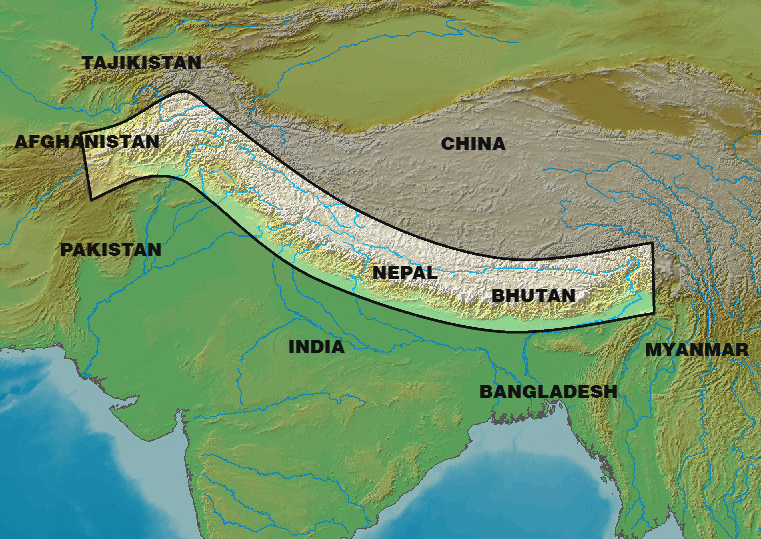 TAJIKISTAN
AFGHANISTAN
CHINA
PAKISTAN
NEPAL
BHUTAN
INDIA
MYANMAR
BANGLADESH